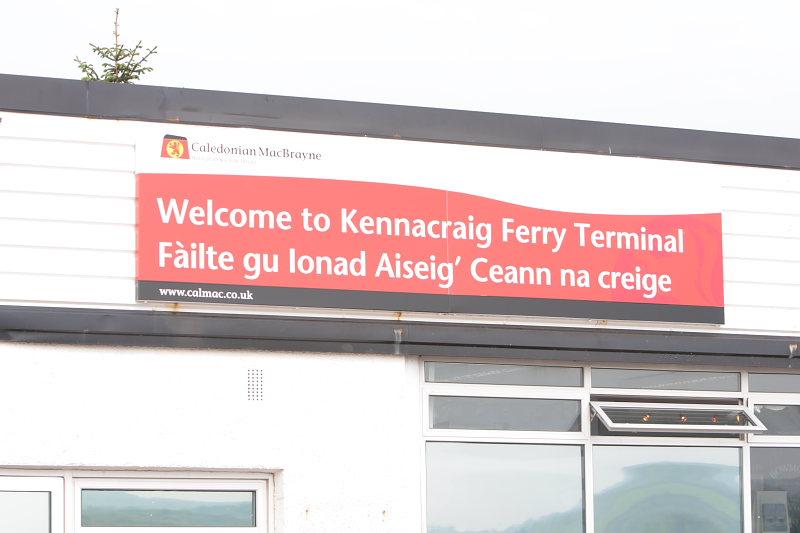 Caledonian MacBrayne
Welcome to Kennacraig Ferry Terminal
Fàilte gu Ionad Aiseig’ Ceann na creige
www.calmac.co.uk